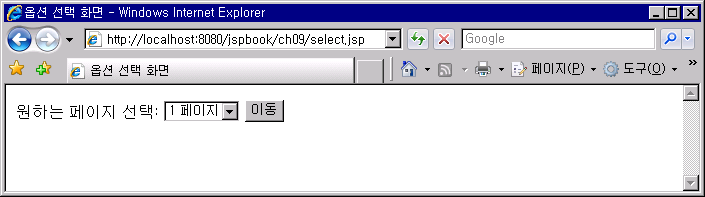 옵션 선택 화면 - Windows Internet Explorer
http://localhost:8080/jspbook/ch09/select.jsp
Google
옵션 선택 화면
페이지(P)
도구(O)
»
원하는 페이지 선택: 1 페이지 이동